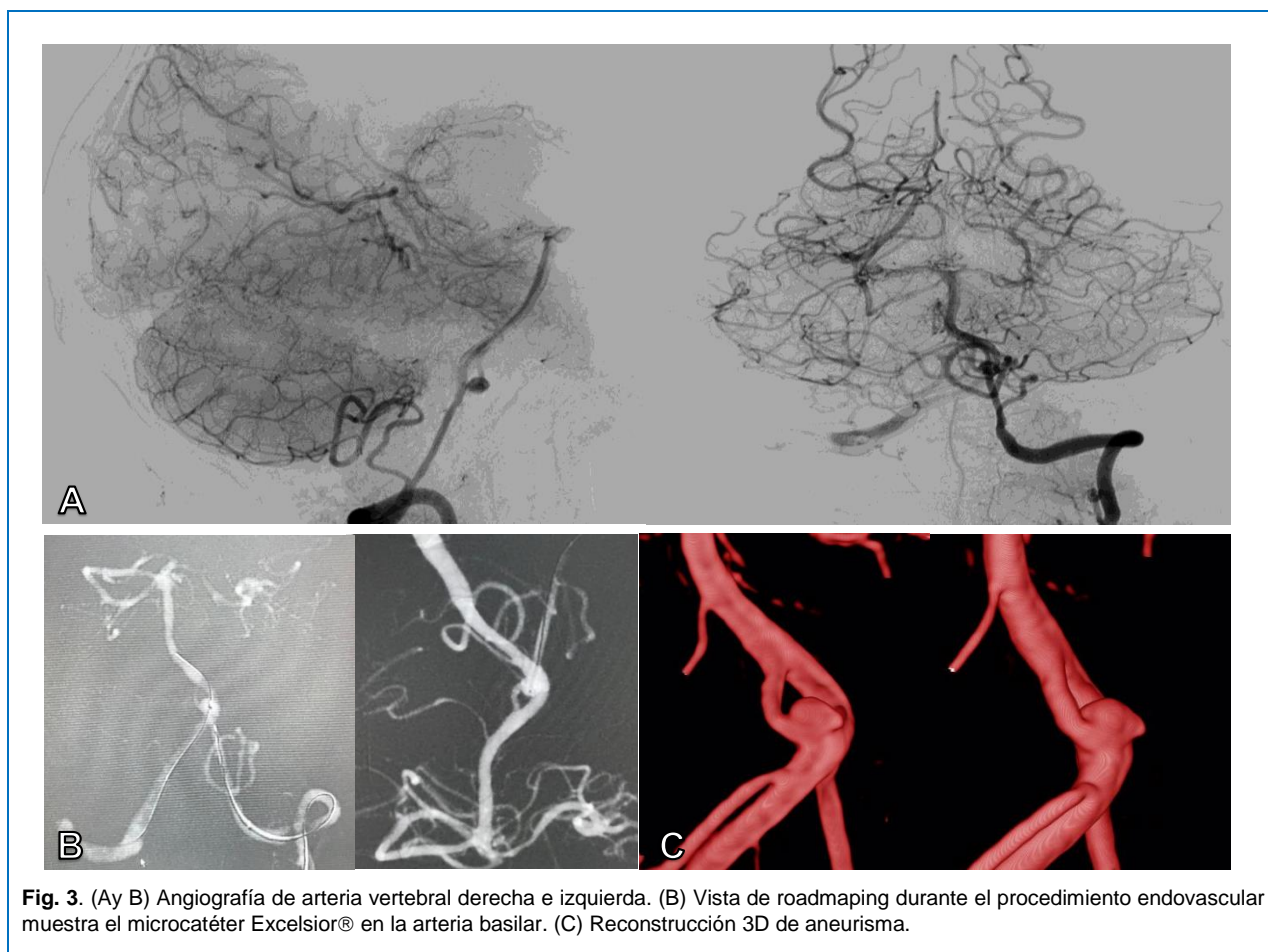 A
B
C
Fig. 3. (Ay B) Angiografía de arteria vertebral derecha e izquierda. (B) Vista de roadmaping durante el procedimiento endovascular
muestra el microcatéter Excelsior® en la arteria basilar. (C) Reconstrucción 3D de aneurisma.